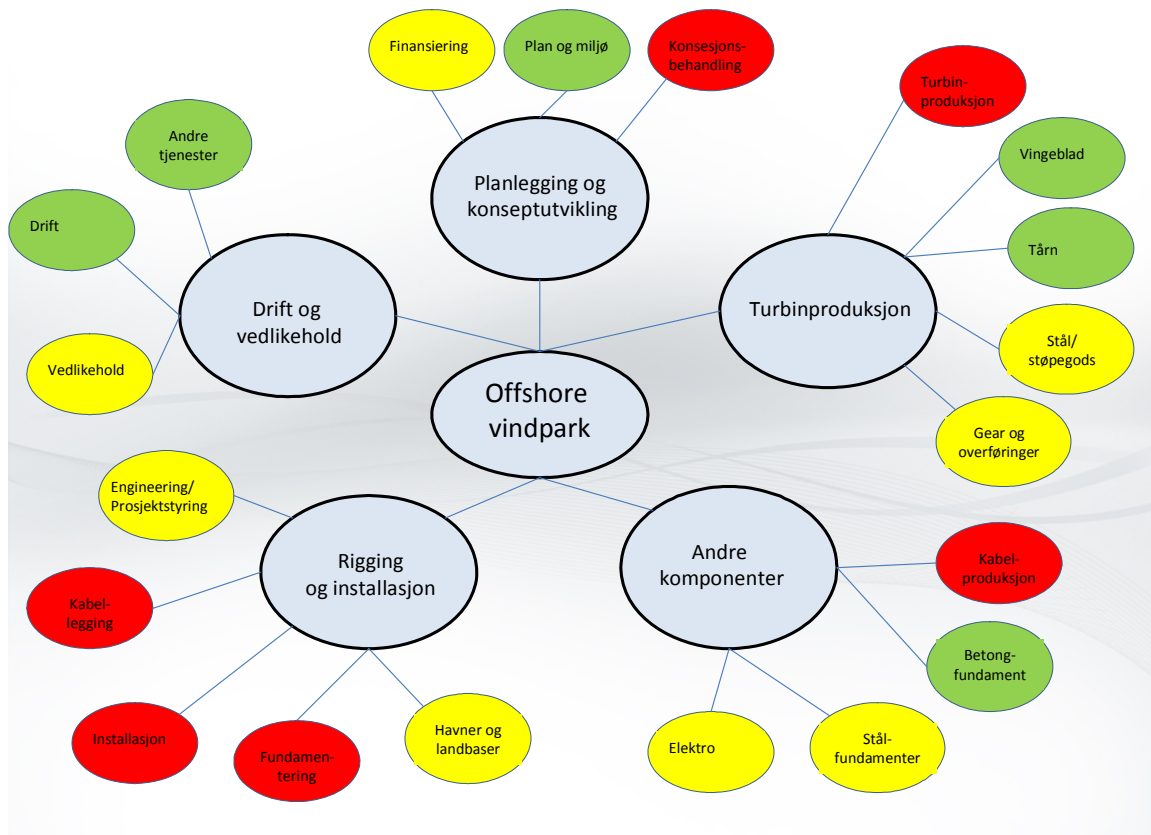 Finansiering
Plan og miljø
Konsesjons-
behandling
Planlegging og
konseptutvikling
Turbin-
produksjon
Vingeblad
Tårn
Stål/
støpegods
Gear og
overføringer
Turbinproduksjon
Andre
tjenester
Drift
Vedlikehold
Drift og
vedlikehold
Offshore
vindpark
Engineering/
Prosjektstyring
Kabel-
legging
Installasjon
Fundamen-
tering
Havner og
landbaser
Rigging
og installasjon
Andre
komponenter
Kabel-
produksjon
Betong-
fundament
Stål-
fundamenter
Elektro